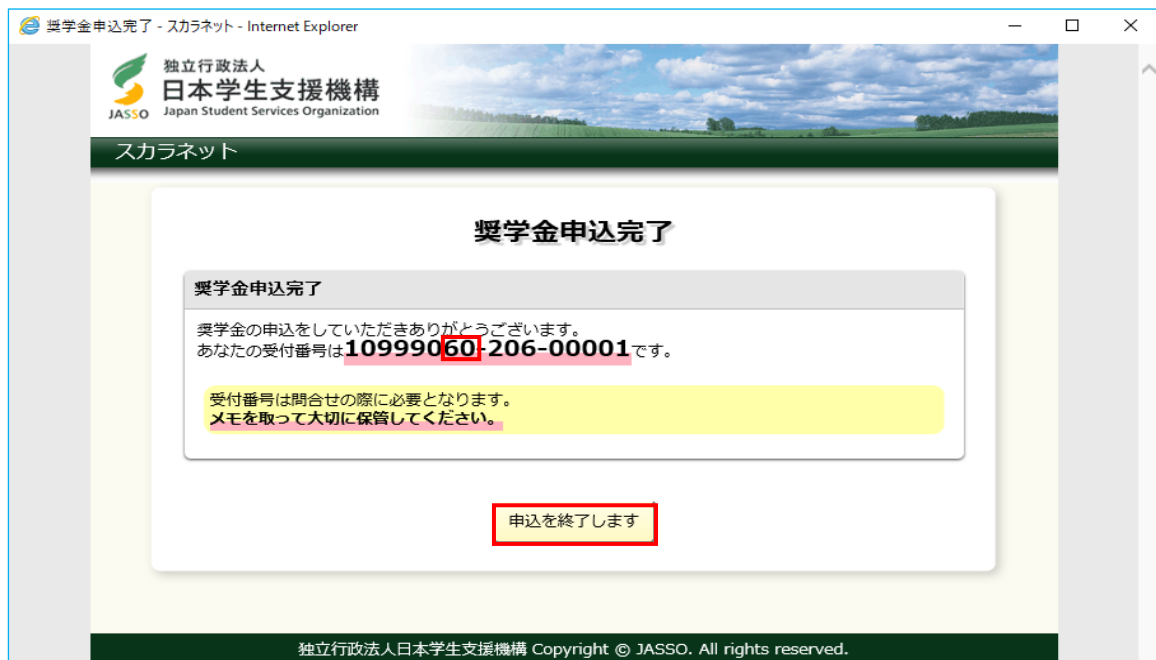 奨学金申込完了 - スカラネット - Internet Explorer
独立行政法人
日本学生支援機構
JASSO Japan Student Services Organization
スカラネット
奨学金申込完了
奨学金申込完了
奨学金の申込をしていただきありがとうございます。
あなたの受付番号は10999060-206-00001です。
受付番号は問合せの際に必要となります。
メモを取って大切に保管してください。
申込を終了します
独立行政法人日本学生支援機構 Copyright © JASSO. All rights reserved.